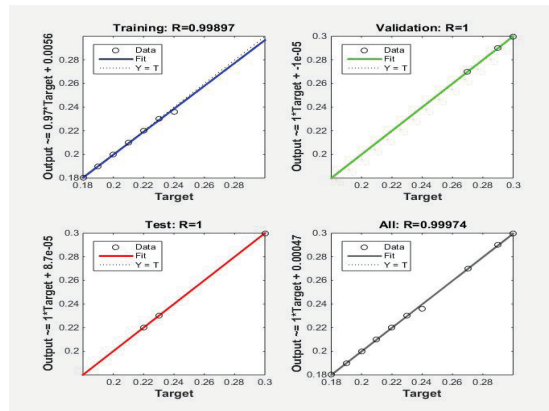 Training: R=0.99897
Output ~= 0.97*Target + 0.0056
0.28
0.26
0.24
0.22
0.2
0.18
Data
Fit
Y = T
0.18 0.2 0.22 0.24 0.26 0.28
Target
Validation: R=1
Output ~= 1*Target + -1e-05
0.3
0.28
0.26
0.24
0.22
0.2
Data
Fit
Y = T
0.2 0.22 0.24 0.26 0.28 0.3
Target
Test: R=1
Output ~= 1*Target + 8.7e-05
0.3
0.28
0.26
0.24
0.22
0.2
Data
Fit
Y = T
0.2 0.22 0.24 0.26 0.28 0.3
Target
All: R=0.99974
Output ~= 1*Target + 0.00047
0.3
0.28
0.26
0.24
0.22
0.2
0.18
Data
Fit
Y = T
0.18 0.2 0.22 0.24 0.26 0.28 0.3
Target